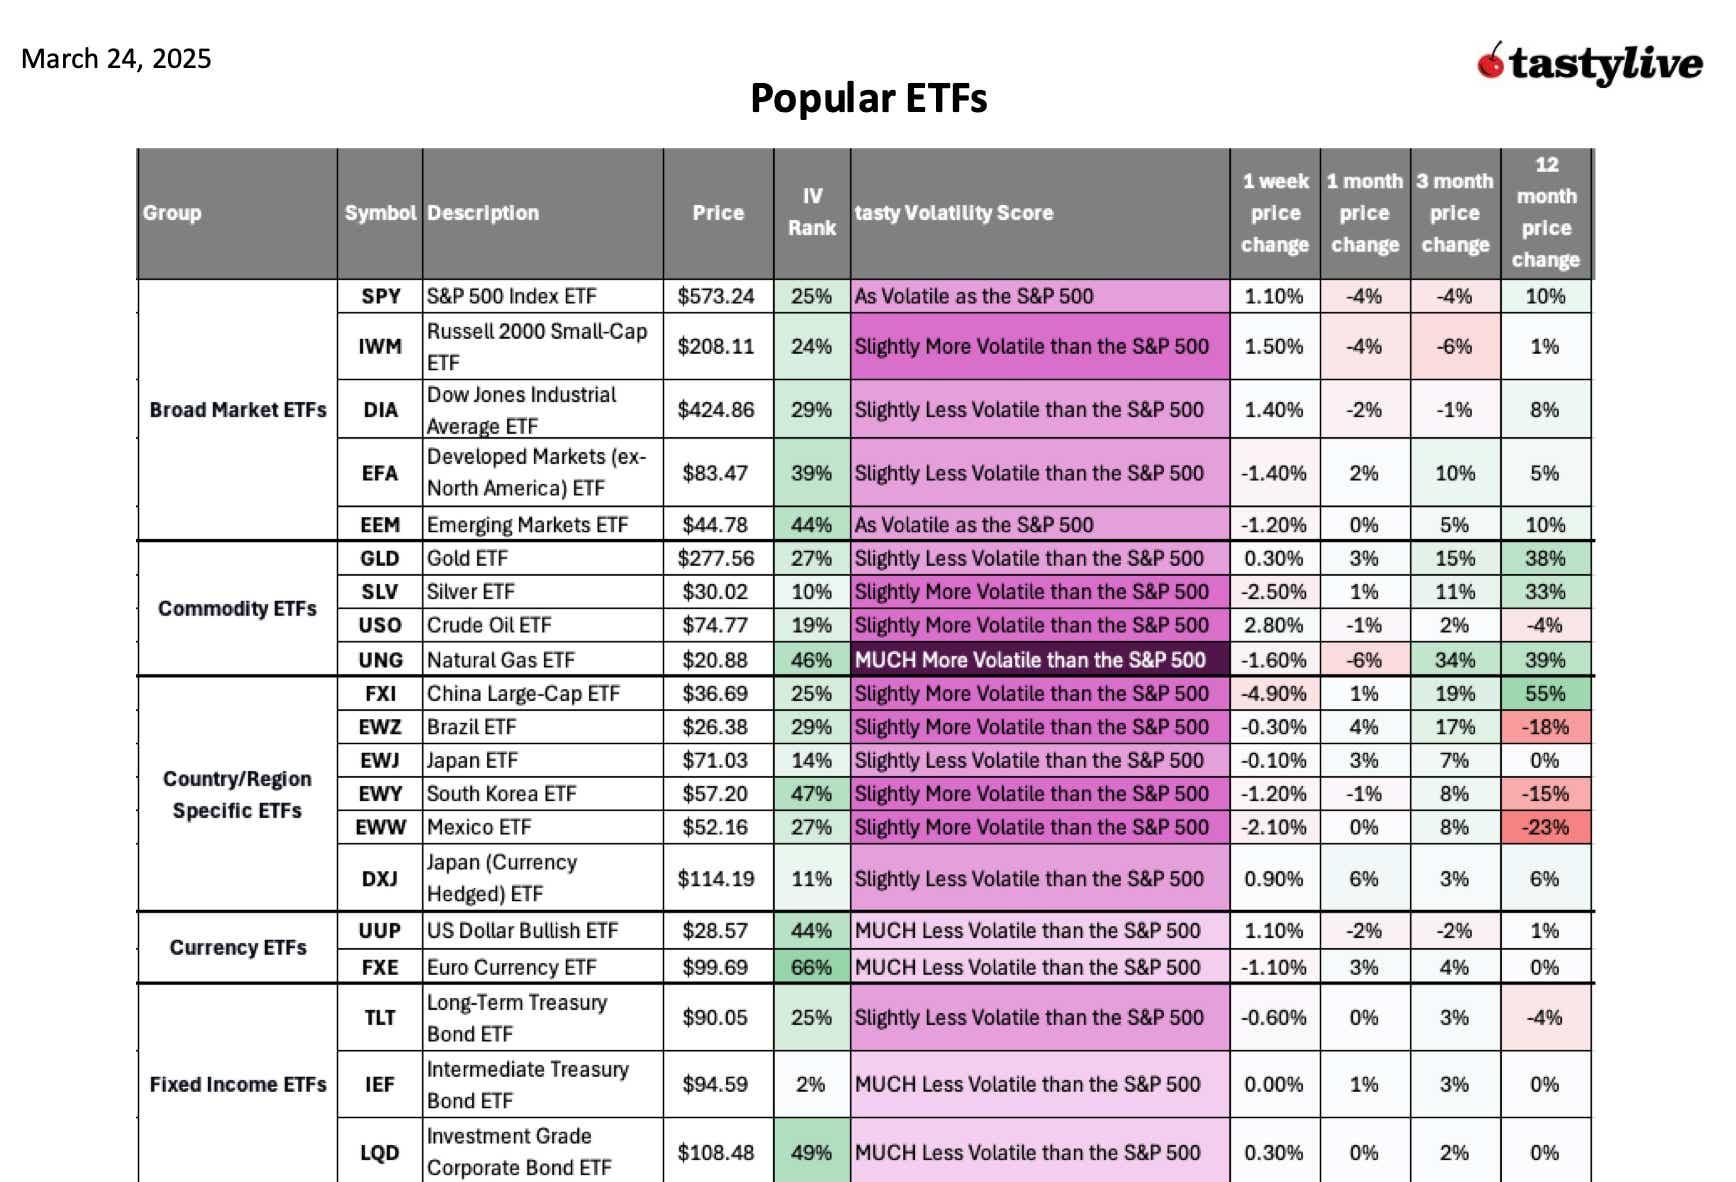 March 24, 2025
tastylive
Popular ETFs
Group Symbol Description Price IV Rank tasty Volatility Score 1 week price change 1 month price change 3 month price change 12 month price change
Broad Market ETFs
SPY S&P 500 Index ETF $573.24 25% As Volatile as the S&P 500 1.10% -4% -4% 10%
IWM Russell 2000 Small-Cap ETF $208.11 24% Slightly More Volatile than the S&P 500 1.50% -4% -6% 1%
DIA Dow Jones Industrial Average ETF $424.86 29% Slightly Less Volatile than the S&P 500 1.40% -2% -1% 8%
EFA Developed Markets (ex-North America) ETF $83.47 39% Slightly Less Volatile than the S&P 500 -1.40% 2% 10% 5%
EEM Emerging Markets ETF $44.78 44% As Volatile as the S&P 500 -1.20% 0% 5% 10%
Commodity ETFs
GLD Gold ETF $277.56 27% Slightly Less Volatile than the S&P 500 0.30% 3% 15% 38%
SLV Silver ETF $30.02 10% Slightly More Volatile than the S&P 500 -2.50% 1% 11% 33%
USO Crude Oil ETF $74.77 19% Slightly More Volatile than the S&P 500 2.80% -1% 2% -4%
UNG Natural Gas ETF $20.88 46% MUCH More Volatile than the S&P 500 -1.60% -6% 34% 39%
Country/Region Specific ETFs
FXI China Large-Cap ETF $36.69 25% Slightly More Volatile than the S&P 500 -4.90% 1% 19% 55%
EWZ Brazil ETF $26.38 29% Slightly More Volatile than the S&P 500 -0.30% 4% 17% -18%
EWJ Japan ETF $71.03 14% Slightly Less Volatile than the S&P 500 -0.10% 3% 7% 0%
EWY South Korea ETF $57.20 47% Slightly More Volatile than the S&P 500 -1.20% -1% 8% -15%
EWW Mexico ETF $52.16 27% Slightly More Volatile than the S&P 500 -2.10% 0% 8% -23%
DXJ Japan (Currency Hedged) ETF $114.19 11% Slightly Less Volatile than the S&P 500 0.90% 6% 3% 6%
Currency ETFs
UUP US Dollar Bullish ETF $28.57 44% MUCH Less Volatile than the S&P 500 1.10% -2% -2% 1%
FXE Euro Currency ETF $99.69 66% MUCH Less Volatile than the S&P 500 -1.10% 3% 4% 0%
Fixed Income ETFs
TLT Long-Term Treasury Bond ETF $90.05 25% Slightly Less Volatile than the S&P 500 -0.60% 0% 3% -4%
IEF Intermediate Treasury Bond ETF $94.59 2% MUCH Less Volatile than the S&P 500 0.00% 1% 3% 0%
LQD Investment Grade Corporate Bond ETF $108.48 49% MUCH Less Volatile than the S&P 500 0.30% 0% 2% 0%